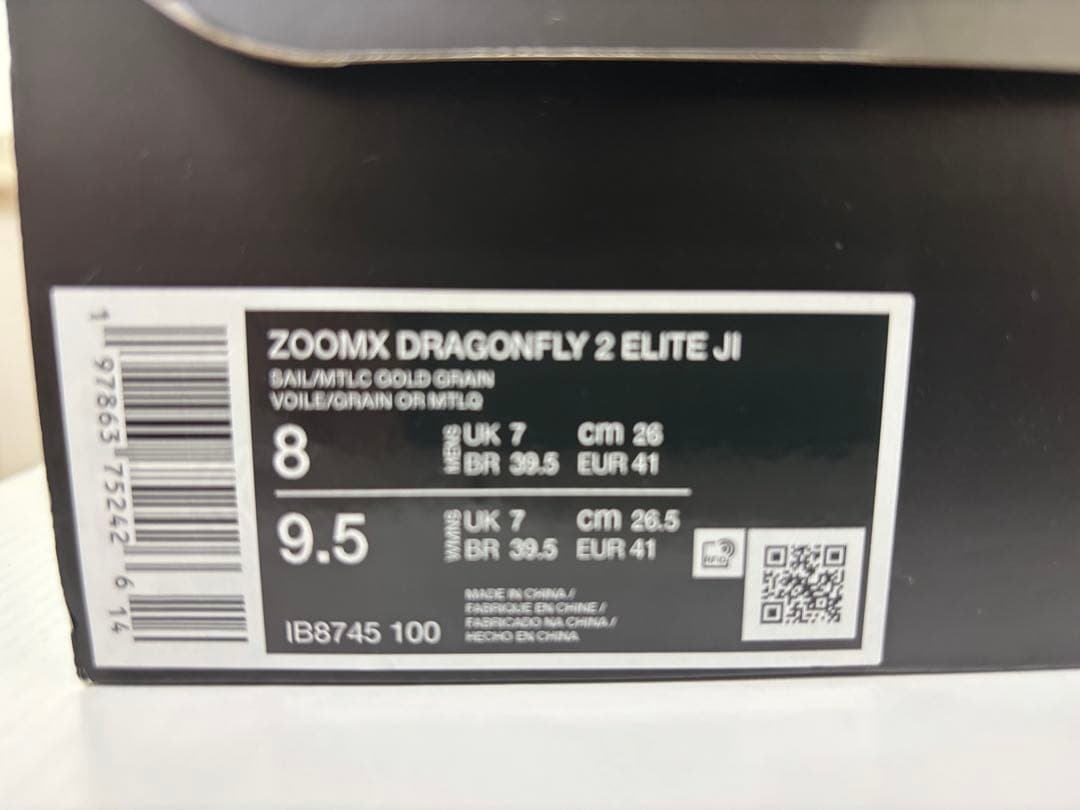 ZOOMX DRAGONFLY 2 ELITE JI
SAIL/MTLC GOLD GRAIN
VOILE/GRAIN OR MTLQ
8 MENS UK 7 cm 26
BR 39.5 EUR 41
9.5 WMNS UK 7 cm 26.5
BR 39.5 EUR 41
RFID
IB8745 100
MADE IN CHINA /
FABRIQUE EN CHINE /
FABRICADO NA CHINA /
HECHO EN CHINA
1 97863 75242 6 14